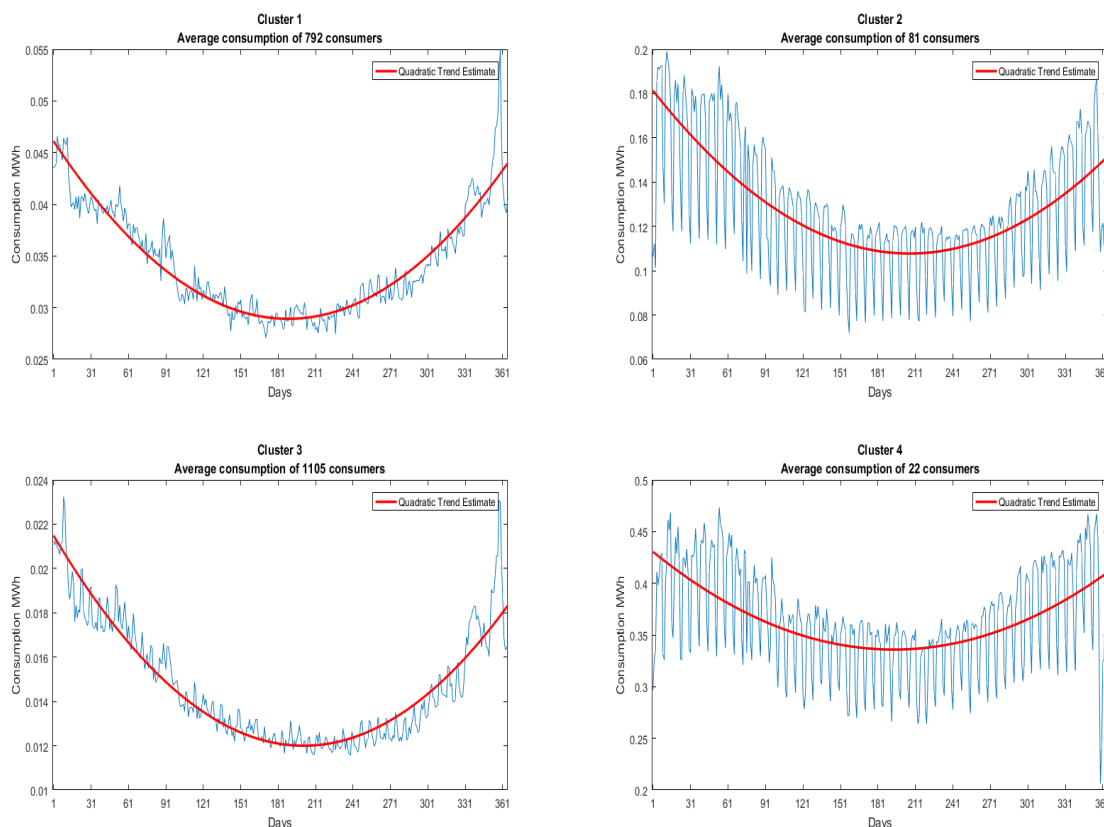 Cluster 1
Average consumption of 792 consumers
Quadratic Trend Estimate
Consumption MWh
0.055
0.05
0.045
0.04
0.035
0.03
0.025
1 31 61 91 121 151 181 211 241 271 301 331 361
Days
Cluster 2
Average consumption of 81 consumers
Quadratic Trend Estimate
Consumption MWh
0.2
0.18
0.16
0.14
0.12
0.1
0.08
0.06
1 31 61 91 121 151 181 211 241 271 301 331 36
Days
Cluster 3
Average consumption of 1105 consumers
Quadratic Trend Estimate
Consumption MWh
0.024
0.022
0.02
0.018
0.016
0.014
0.012
0.01
1 31 61 91 121 151 181 211 241 271 301 331 361
Days
Cluster 4
Average consumption of 22 consumers
Quadratic Trend Estimate
Consumption MWh
0.5
0.45
0.4
0.35
0.3
0.25
0.2
1 31 61 91 121 151 181 211 241 271 301 331 36
Days